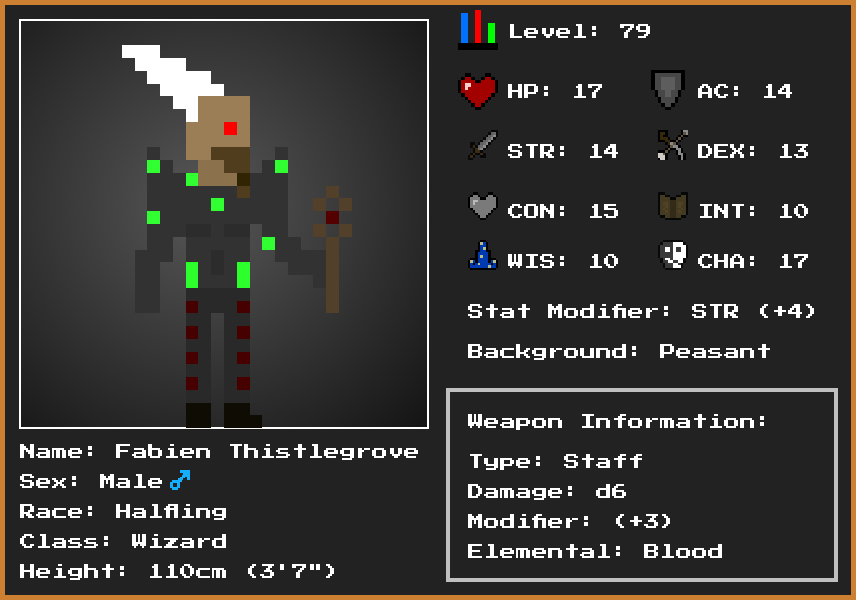 Level: 79
HP: 17 AC: 14
STR: 14 DEX: 13
CON: 15 INT: 10
WIS: 10 CHA: 17
Stat Modifier: STR (+4)
Background: Peasant
Weapon Information:
Type: Staff
Damage: d6
Modifier: (+3)
Elemental: Blood
Name: Fabien Thistlegrove
Sex: Male ♂
Race: Halfling
Class: Wizard
Height: 110cm (3'7")